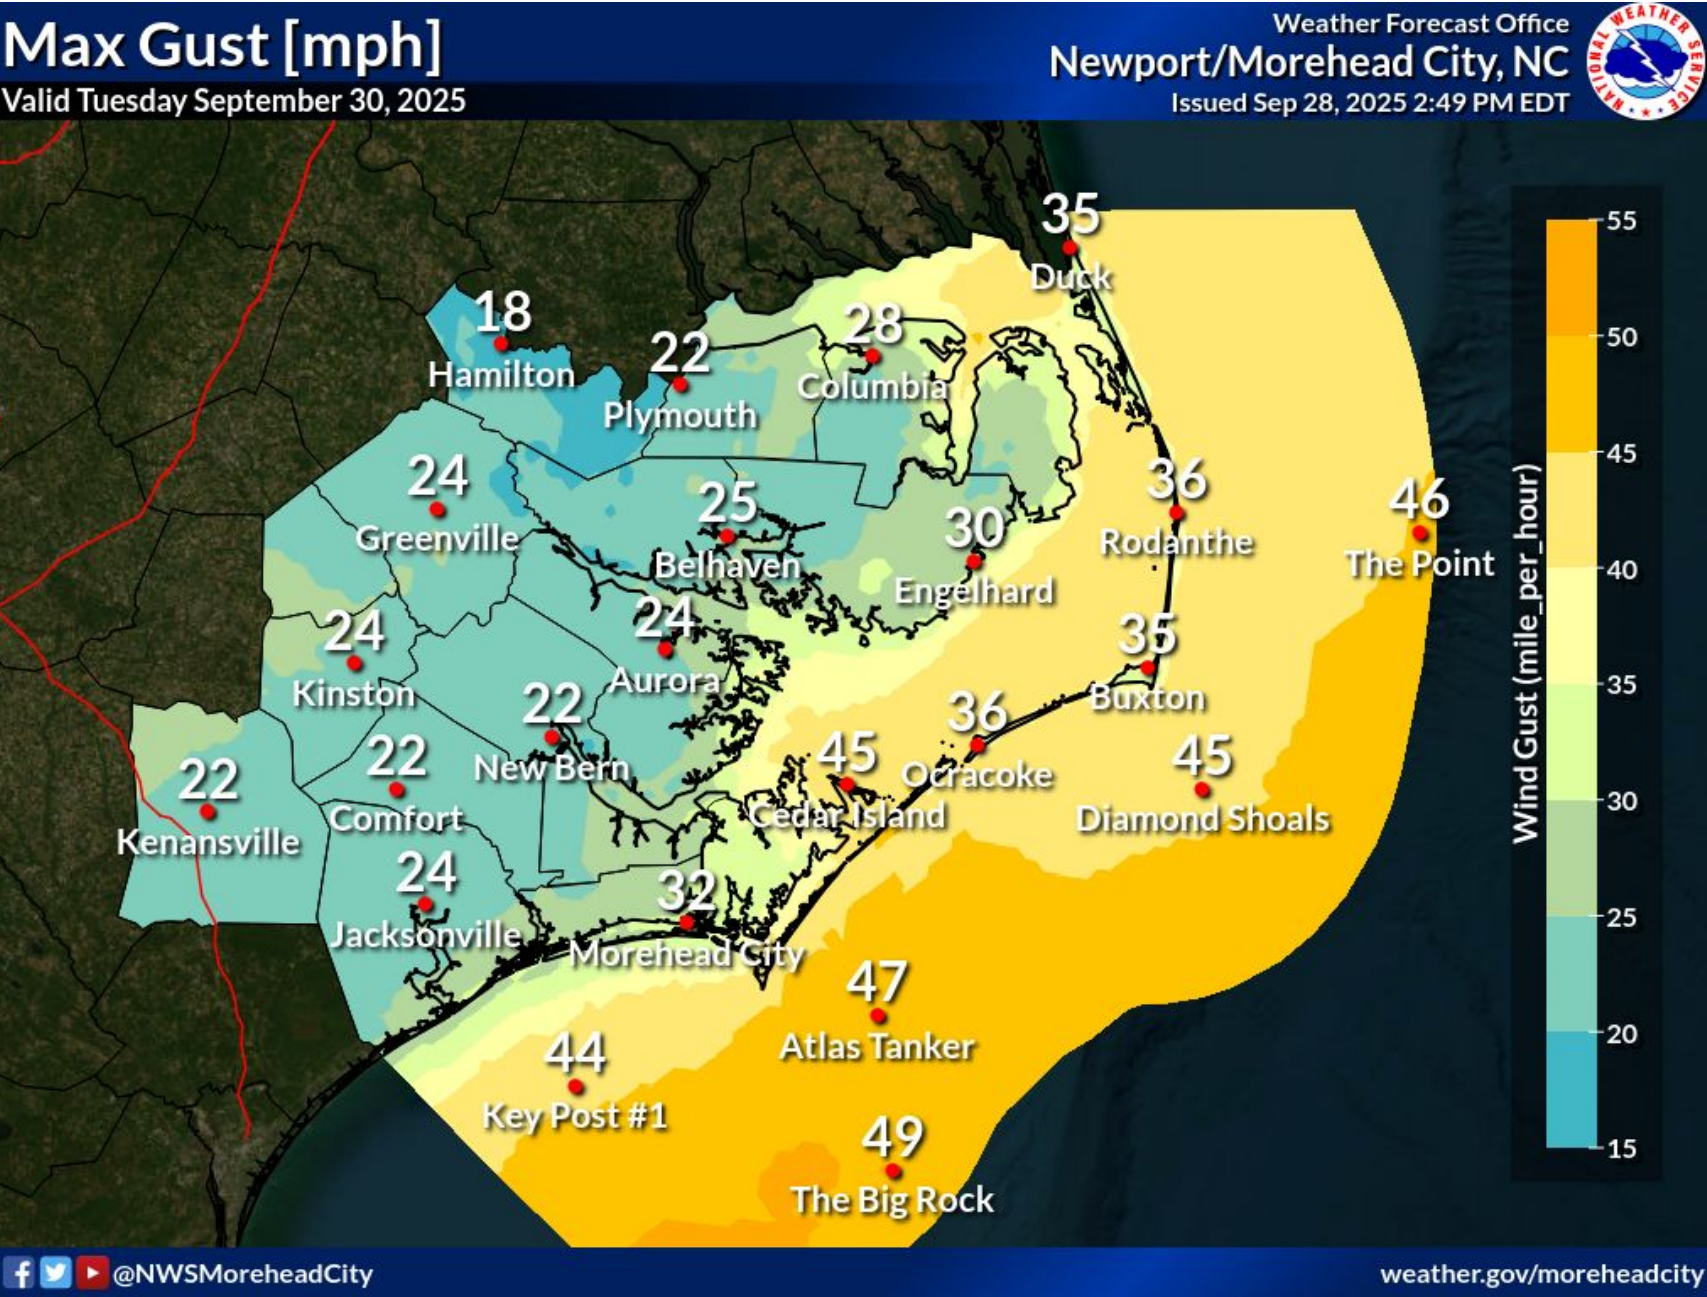 Max Gust [mph]
Valid Tuesday September 30, 2025
Weather Forecast Office
Newport/Morehead City, NC
Issued Sep 28, 2025 2:49 PM EDT
NATIONAL WEATHER SERVICE
35
Duck
18
Hamilton
22
Plymouth
28
Columbia
24
Greenville
25
Belhaven
30
Engelhard
36
Rodanthe
46
The Point
24
Kinston
24
Aurora
35
Buxton
22
New Bern
36
Ocracoke
22
Kenansville
22
Comfort
45
Cedar Island
45
Diamond Shoals
24
Jacksonville
32
Morehead City
47
Atlas Tanker
44
Key Post #1
49
The Big Rock
Wind Gust (mile_per_hour)
55
50
45
40
35
30
25
20
15
@NWSMoreheadCity
weather.gov/moreheadcity